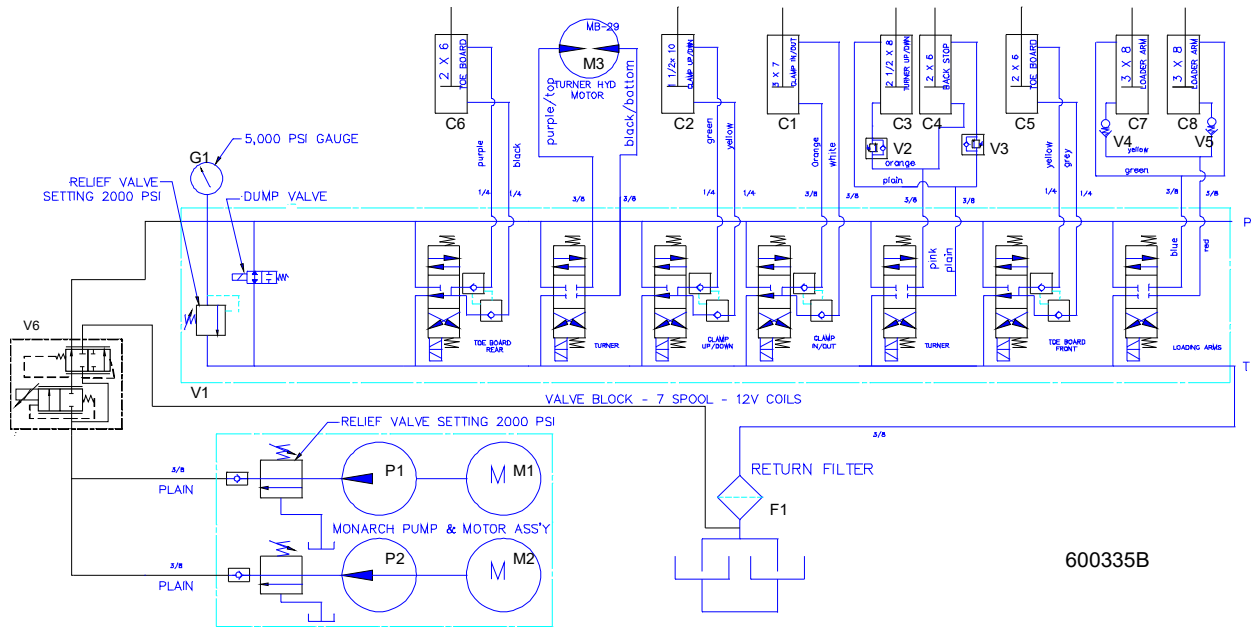 MB-29
M3
TURNER HYD
MOTOR
2 X 6
TOE BOARD
C6
purple
black
1/4
1/4
purple/top
black/bottom
3/8
3/8
1/2x 10
CLAMP UP/DWN
C2
green
yellow
1/4
1/4
3 X 7
CLAMP IN/OUT
C1
Orange
white
3/8
3/8
2 1/2 X 8
TURNER UP/DWN
C3
2 X 6
BACK STOP
C4
V2
V3
orange
plain
3/8
3/8
2 X 6
TOE BOARD
C5
yellow
grey
1/4
1/4
3 X 8
LOADER ARM
C7
3 X 8
LOADER ARM
C8
V4
V5
yellow
green
3/8
3/8
5,000 PSI GAUGE
G1
RELIEF VALVE
SETTING 2000 PSI
DUMP VALVE
P
pink
plain
blue
red
V6
TOE BOARD
REAR
TURNER
CLAMP
UP/DOWN
CLAMP
IN/OUT
TURNER
TOE BOARD
FRONT
LOADING ARMS
T
V1
VALVE BLOCK - 7 SPOOL - 12V COILS
RELIEF VALVE SETTING 2000 PSI
3/8
3/8
PLAIN
P1
M
M1
RETURN FILTER
F1
MONARCH PUMP & MOTOR ASS'Y
3/8
PLAIN
P2
M
M2
600335B